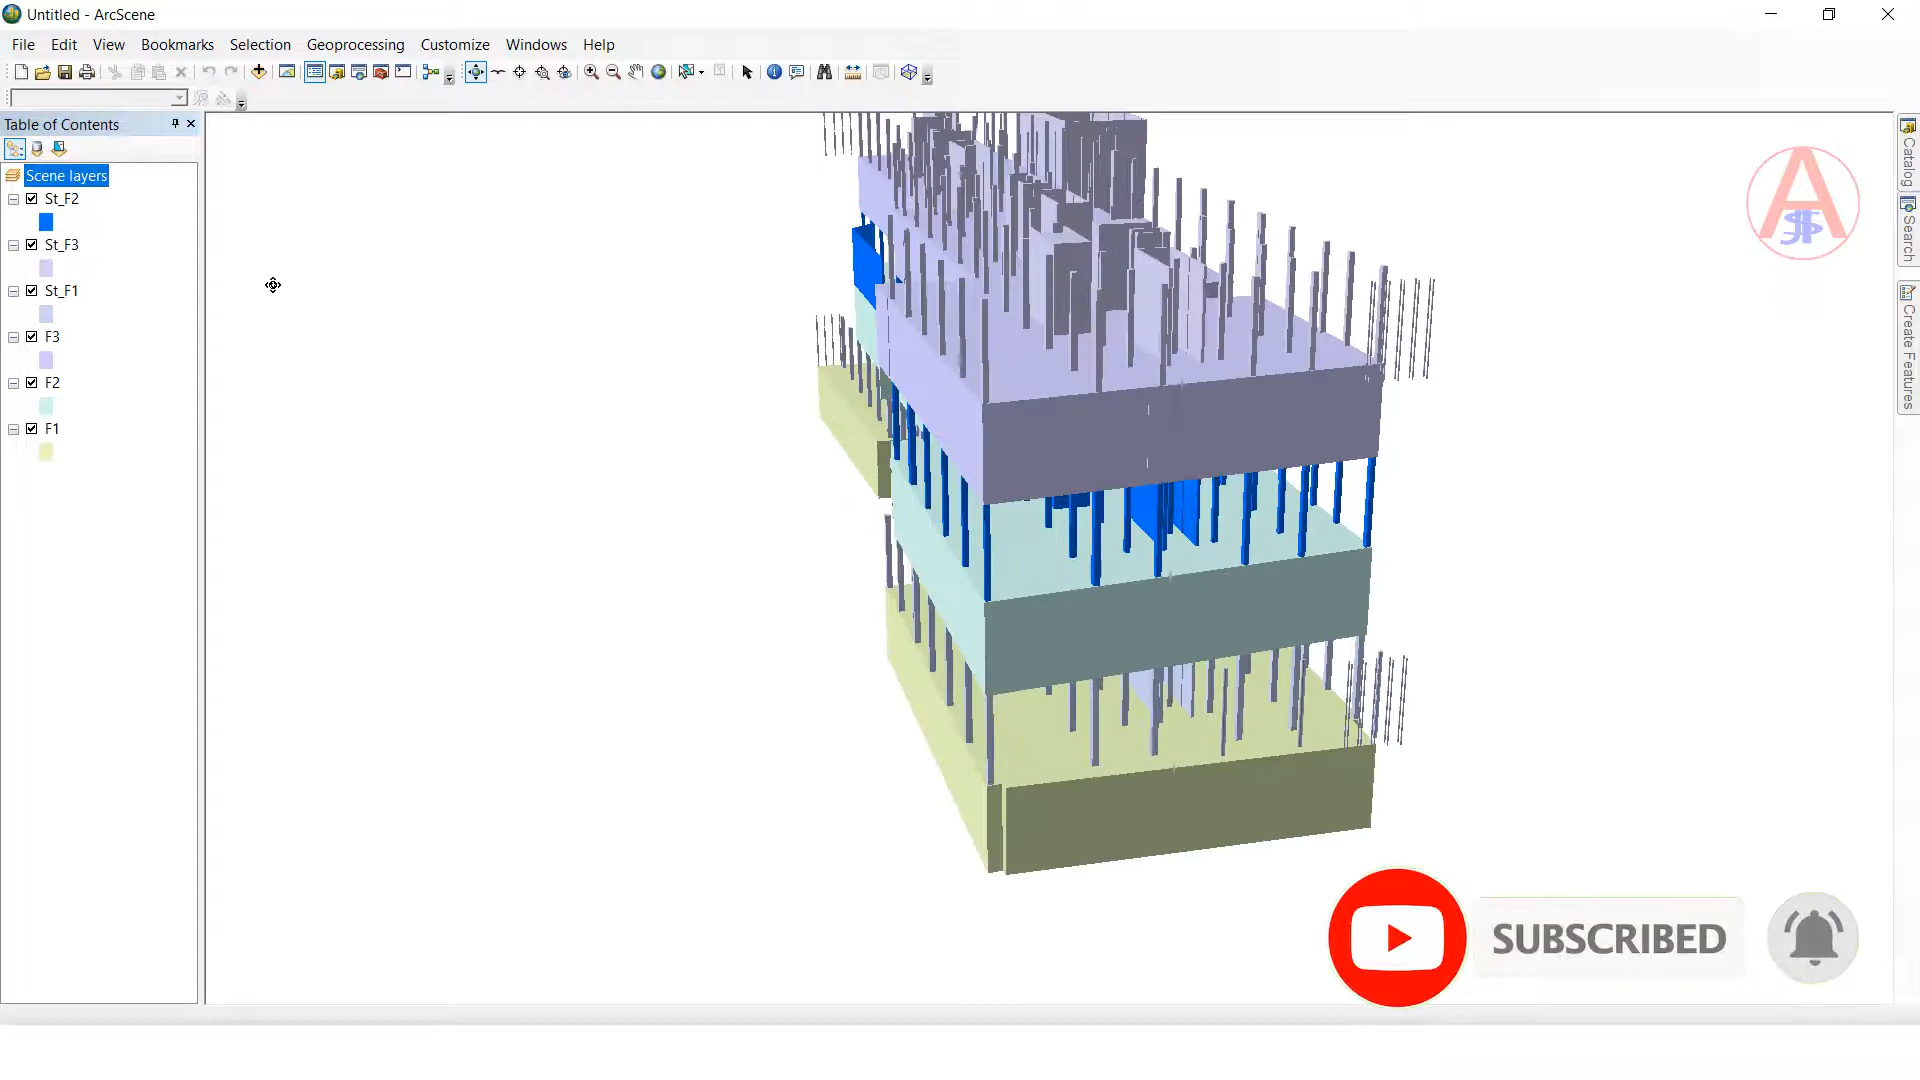 Untitled - ArcScene
File Edit View Bookmarks Selection Geoprocessing Customize Windows Help
Table of Contents
Scene layers
St_F2
St_F3
St_F1
F3
F2
F1
Catalog
Search
Create Features
A
SUBSCRIBED